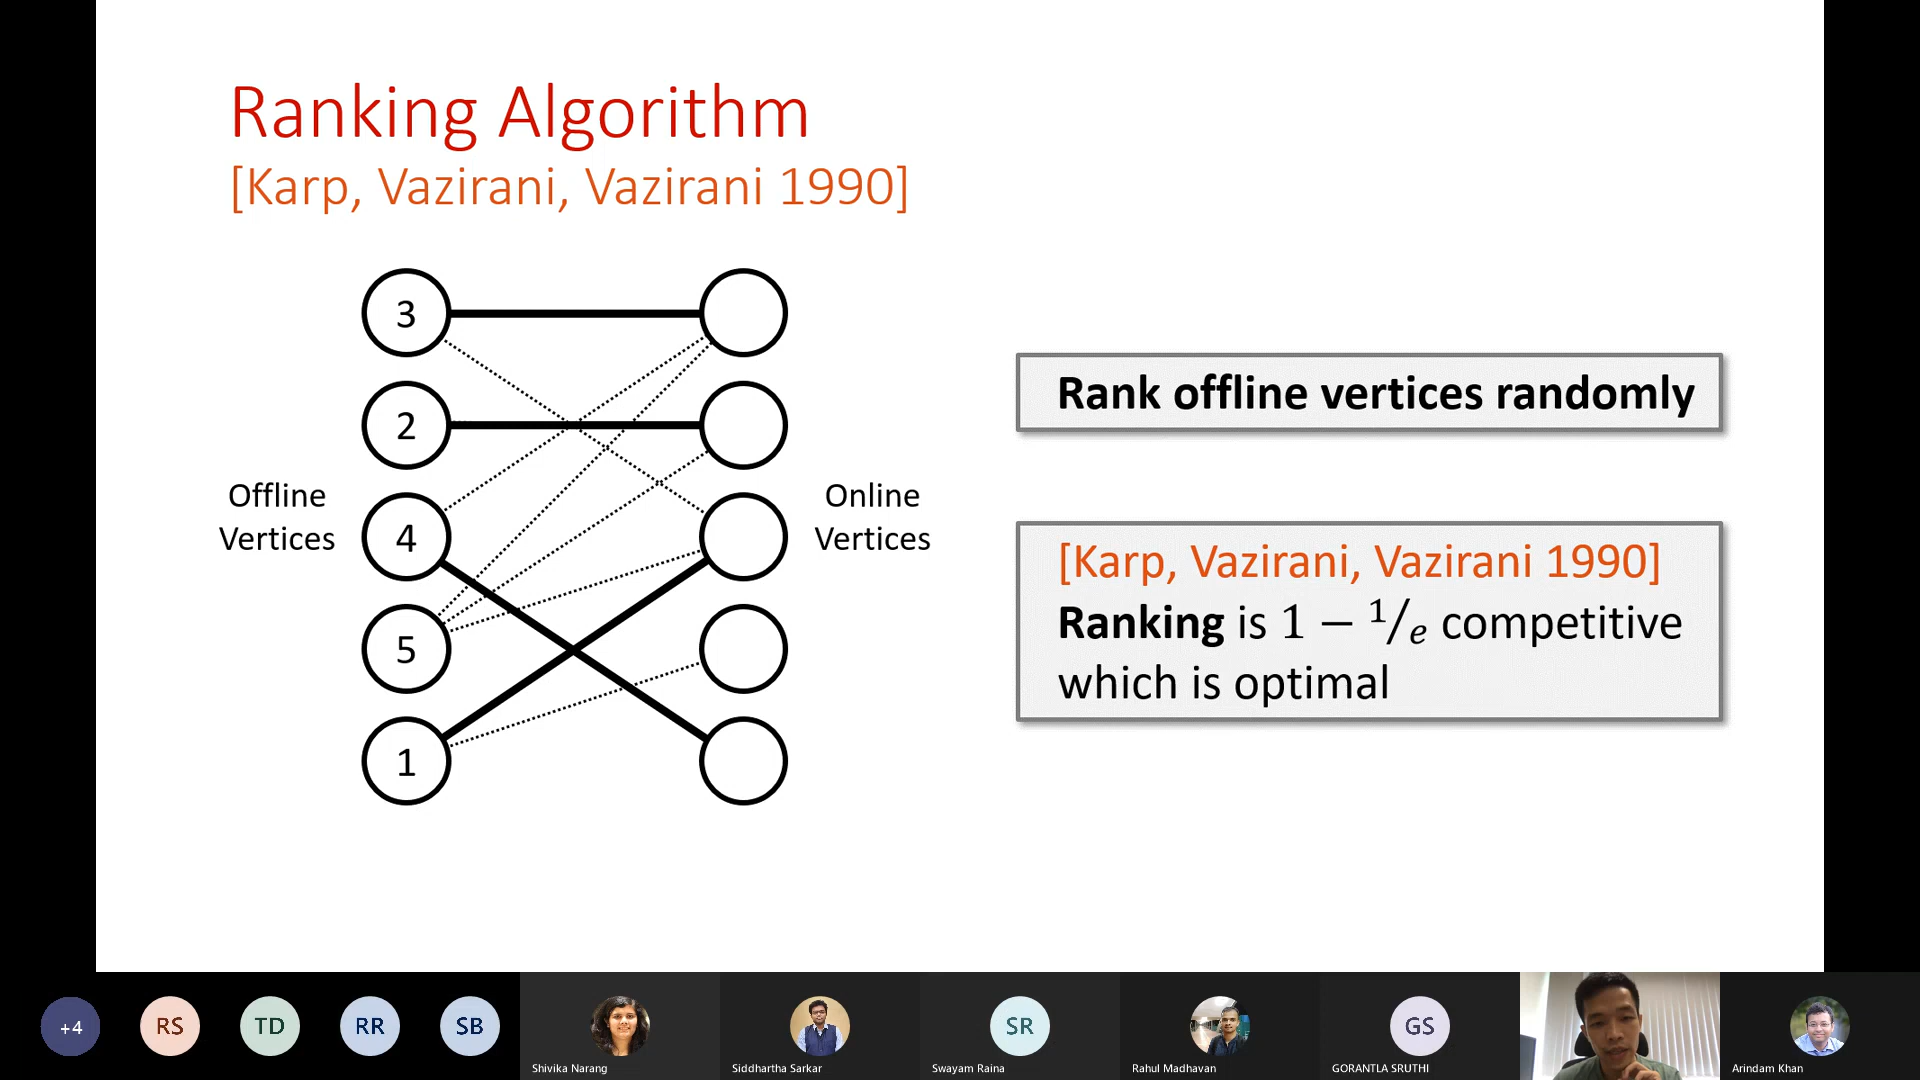 Ranking Algorithm
[Karp, Vazirani, Vazirani 1990]
3
2
4
5
1
Offline
Vertices
Online
Vertices
Rank offline vertices randomly
[Karp, Vazirani, Vazirani 1990]
Ranking is 1 − 1/e competitive
which is optimal
+4
RS
TD
RR
SB
Shivika Narang
Siddhartha Sarkar
SR
Swayam Raina
Rahul Madhavan
GS
GORANTLA SRUTHI
Arindam Khan